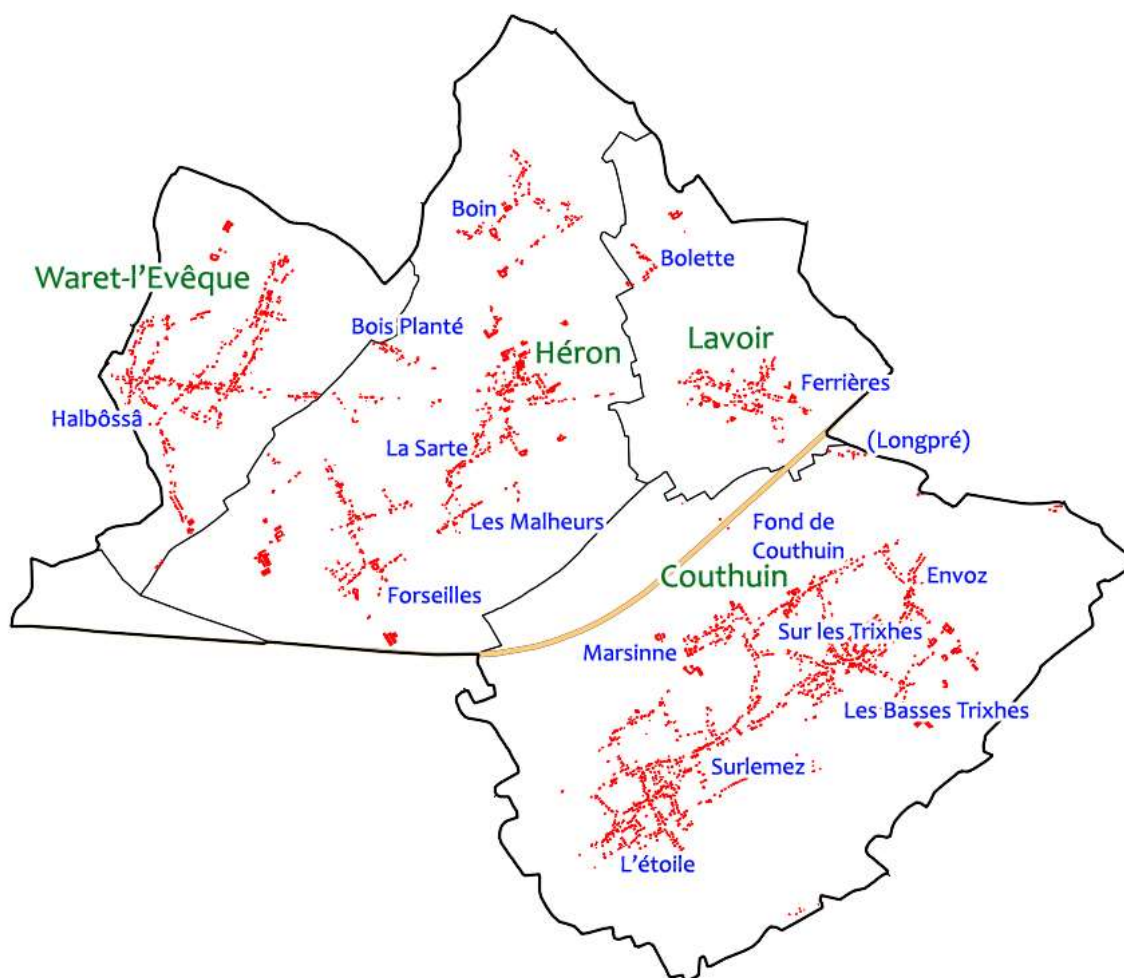 Boin
Bolette
Waret-l'Evêque
Bois Planté
Héron
Lavoir
Ferrières
Halbôssâ
La Sarte
(Longpré)
Les Malheurs
Fond de
Couthuin
Couthuin
Envoz
Forseilles
Sur les Trixhes
Marsinne
Les Basses Trixhes
Surlemez
L'étoile